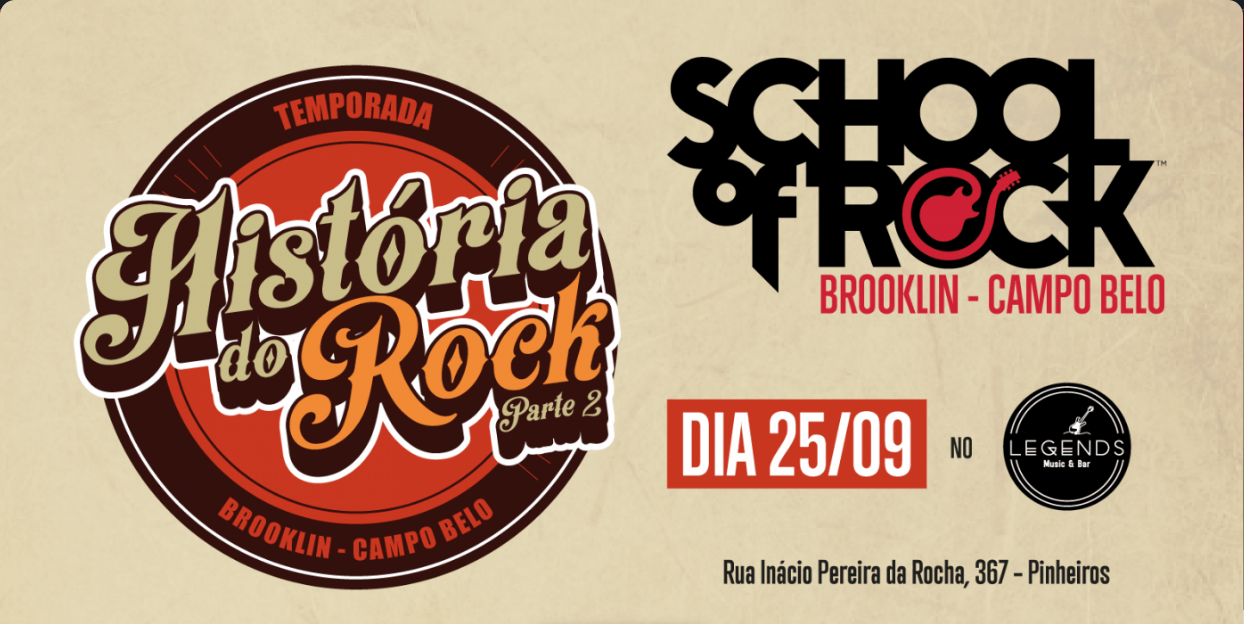 TEMPORADA
História
do Rock
Parte 2
BROOKLIN - CAMPO BELO
SCHOOL
of ROCK™
BROOKLIN - CAMPO BELO
DIA 25/09 NO
LEGENDS
Music & Bar
Rua Inácio Pereira da Rocha, 367 - Pinheiros